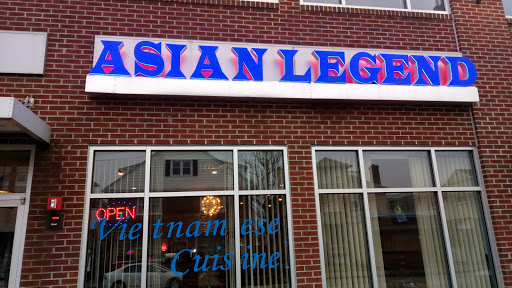 ASIAN LEGEND
OPEN
Vietnamese
Cuisine